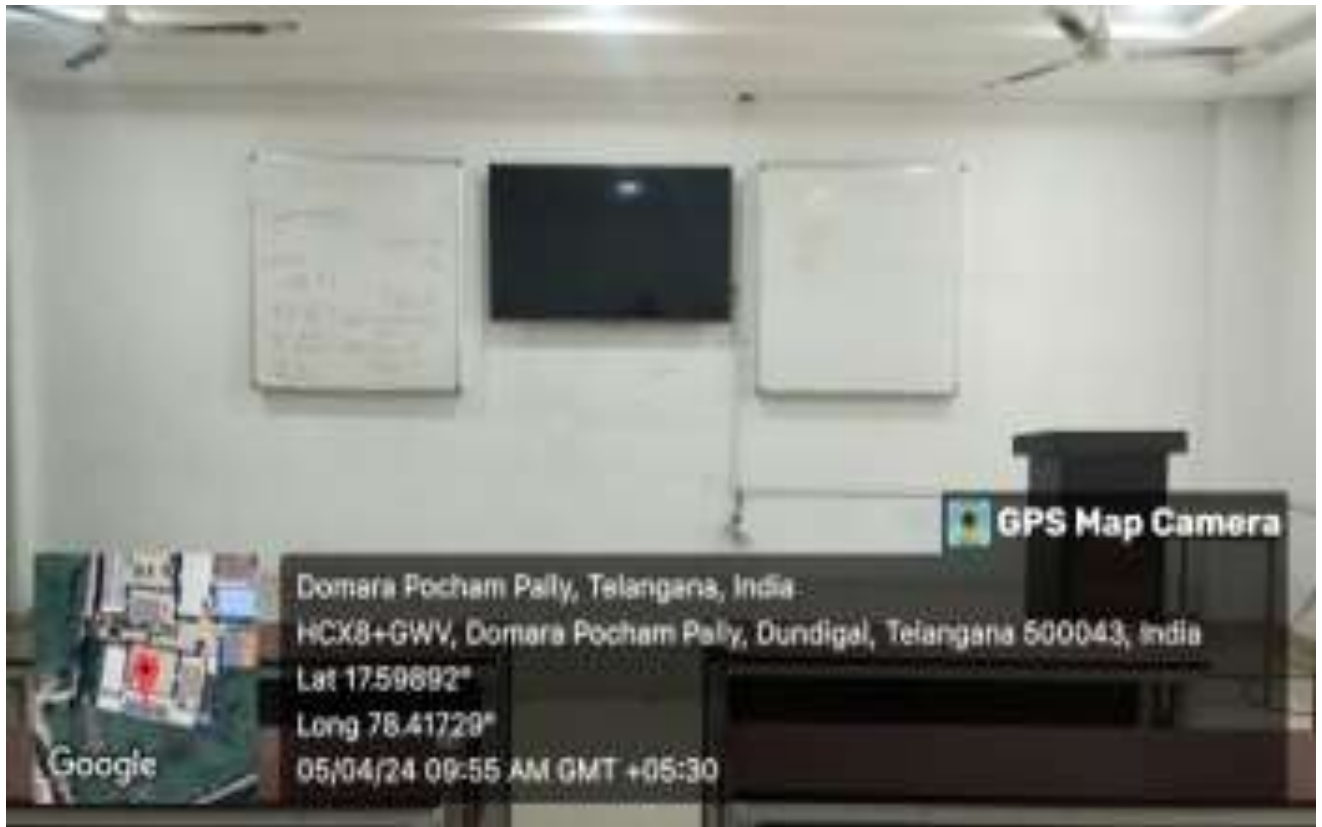 GPS Map Camera
Domara Pocham Pally, Telangana, India
HCX8+GWV, Domara Pocham Pally, Dundigal, Telangana 500043, India
Lat 17.59892°
Long 78.41729°
05/04/24 09:55 AM GMT +05:30
Google